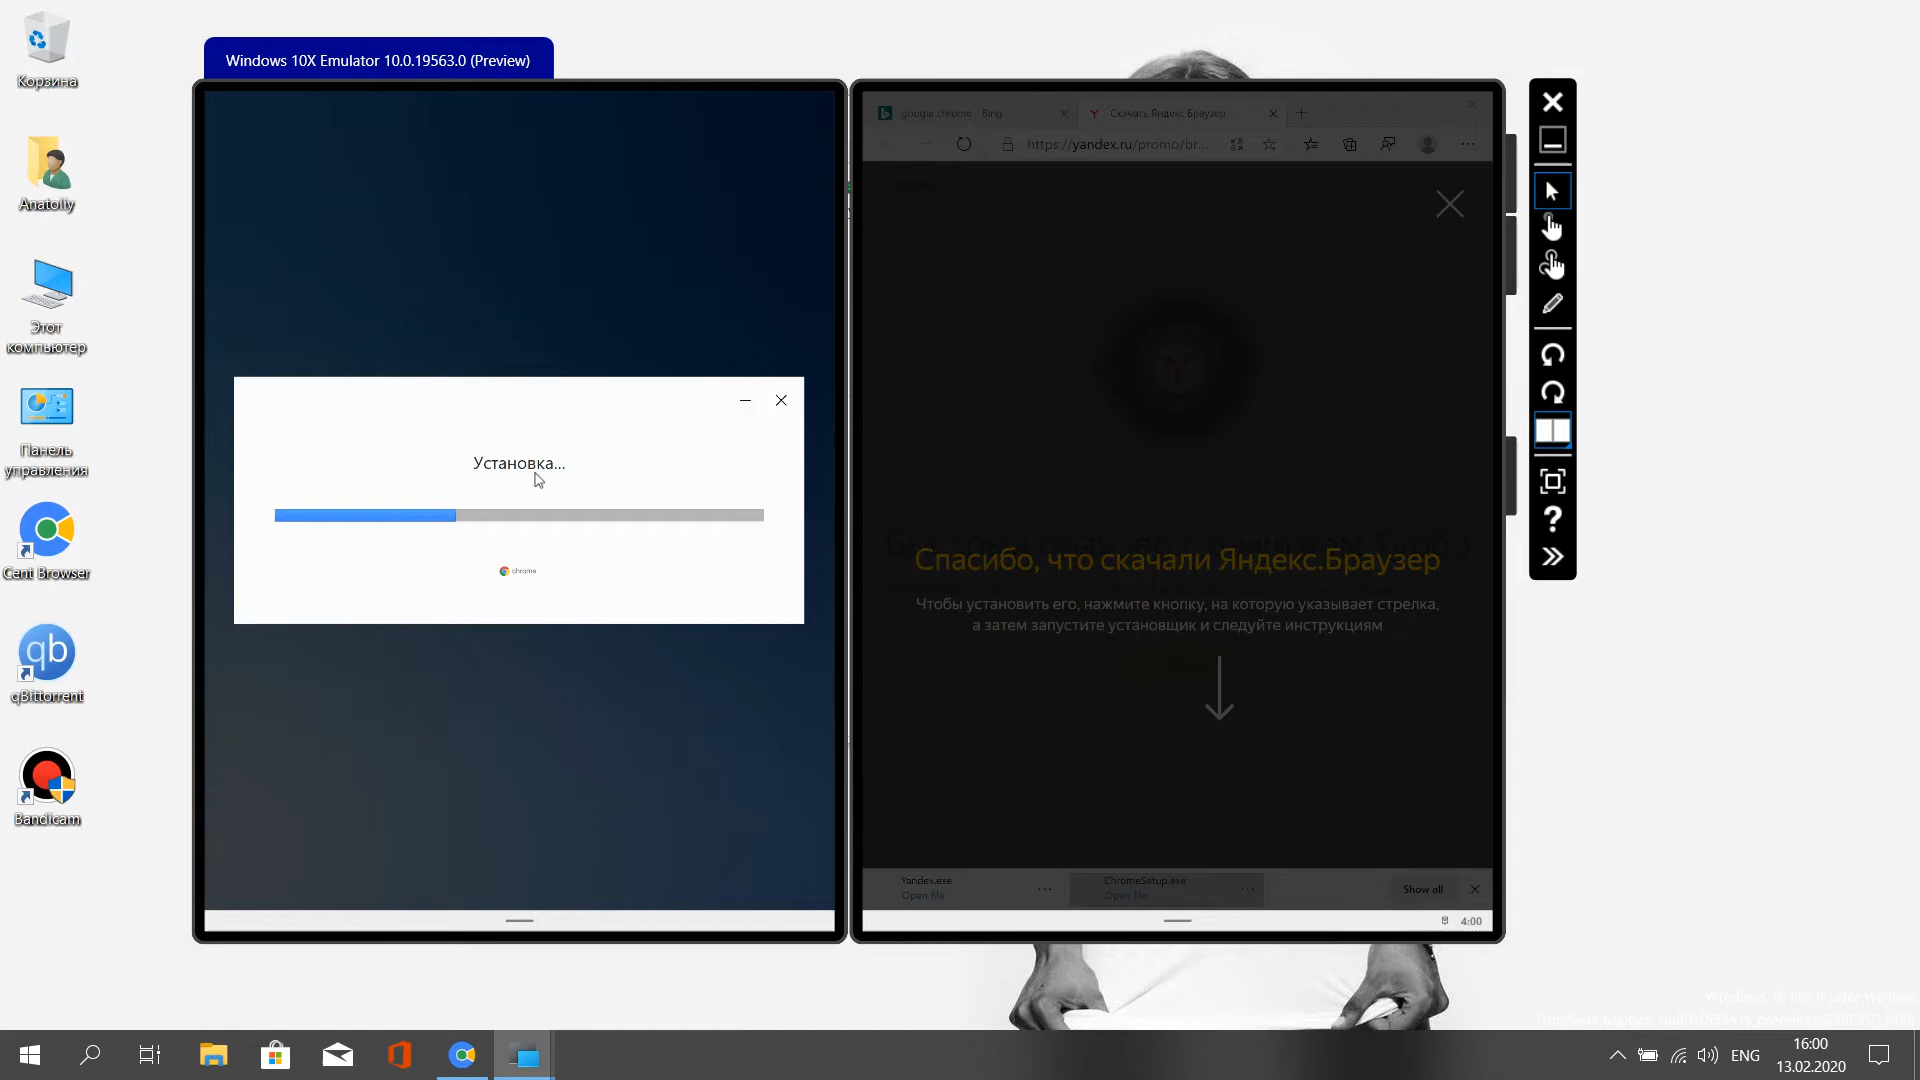 Корзина
Anatoliy
Этот
компьютер
Панель
управления
Cent Browser
qBittorrent
Bandicam
Windows 10X Emulator 10.0.19563.0 (Preview)
Установка...
chrome
google chrome - Bing
Скачать Яндекс.Браузер
https://yandex.ru/promo/br...
Спасибо, что скачали Яндекс.Браузер
Чтобы установить его, нажмите кнопку, на которую указывает стрелка,
а затем запустите установщик и следуйте инструкциям
Yandex.exe
Open file
ChromeSetup.exe
Open file
Show all
4:00
ENG
16:00
13.02.2020